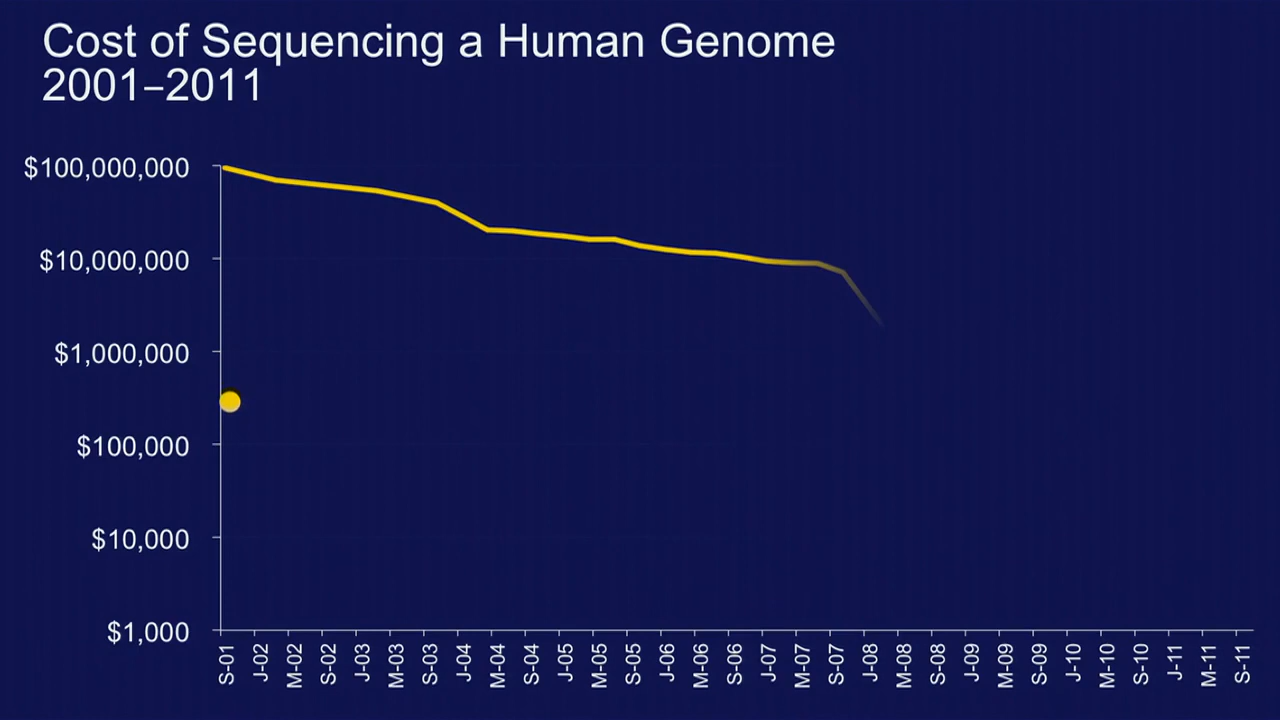 Cost of Sequencing a Human Genome
2001–2011
$100,000,000
$10,000,000
$1,000,000
$100,000
$10,000
$1,000
S-01
J-02
M-02
S-02
J-03
M-03
S-03
J-04
M-04
S-04
J-05
M-05
S-05
J-06
M-06
S-06
J-07
M-07
S-07
J-08
M-08
S-08
J-09
M-09
S-09
J-10
M-10
S-10
J-11
M-11
S-11